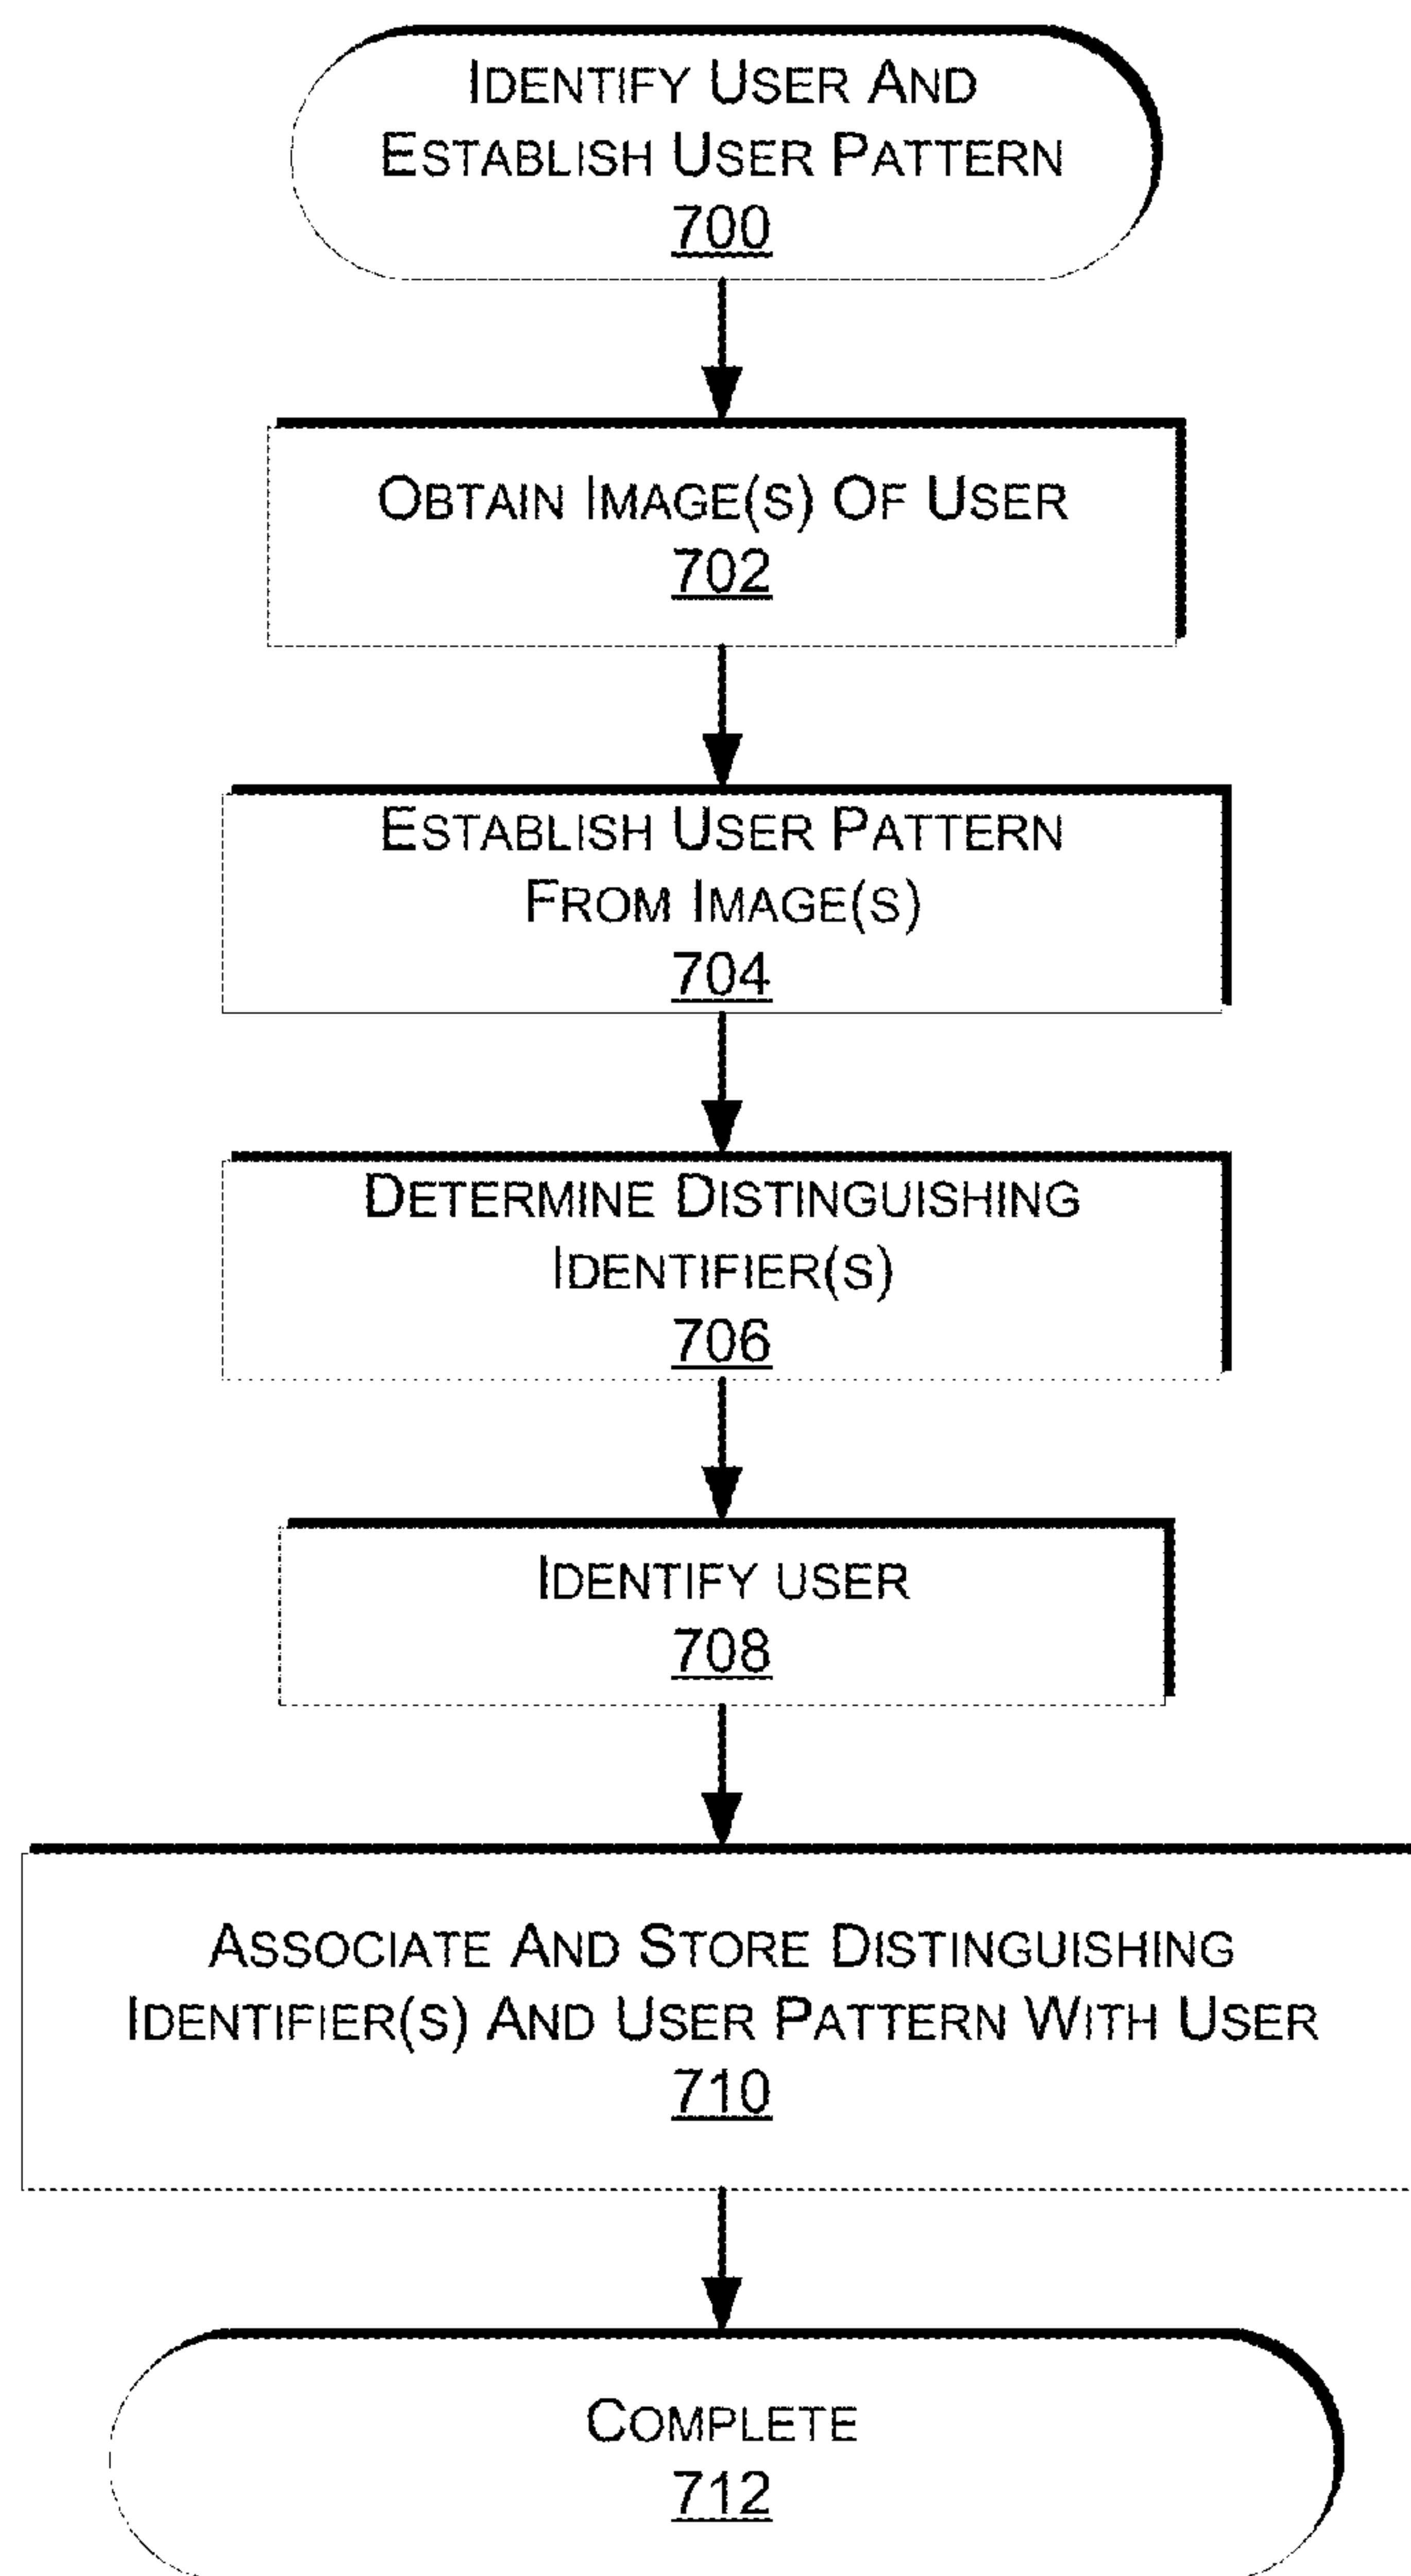 IDENTIFY USER AND
ESTABLISH USER PATTERN
700
OBTAIN IMAGE(S) OF USER
702
ESTABLISH USER PATTERN
FROM IMAGE(S)
704
DETERMINE DISTINGUISHING
IDENTIFIER(S)
706
IDENTIFY USER
708
ASSOCIATE AND STORE DISTINGUISHING
IDENTIFIER(S) AND USER PATTERN WITH USER
710
COMPLETE
712